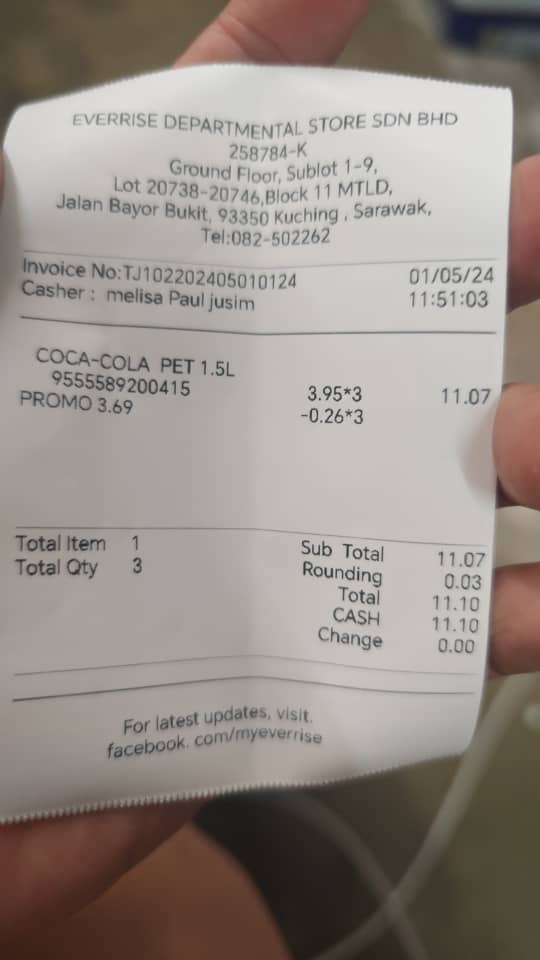 EVERRISE DEPARTMENTAL STORE SDN BHD
258784-K
Ground Floor, Sublot 1-9,
Lot 20738-20746,Block 11 MTLD,
Jalan Bayor Bukit, 93350 Kuching , Sarawak,
Tel:082-502262
Invoice No:TJ102202405010124 01/05/24
Casher : melisa Paul jusim 11:51:03
COCA-COLA PET 1.5L
9555589200415 3.95*3 11.07
PROMO 3.69 -0.26*3
Total Item 1 Sub Total 11.07
Total Qty 3 Rounding 0.03
Total 11.10
CASH 11.10
Change 0.00
For latest updates, visit.
facebook. com/myeverrise